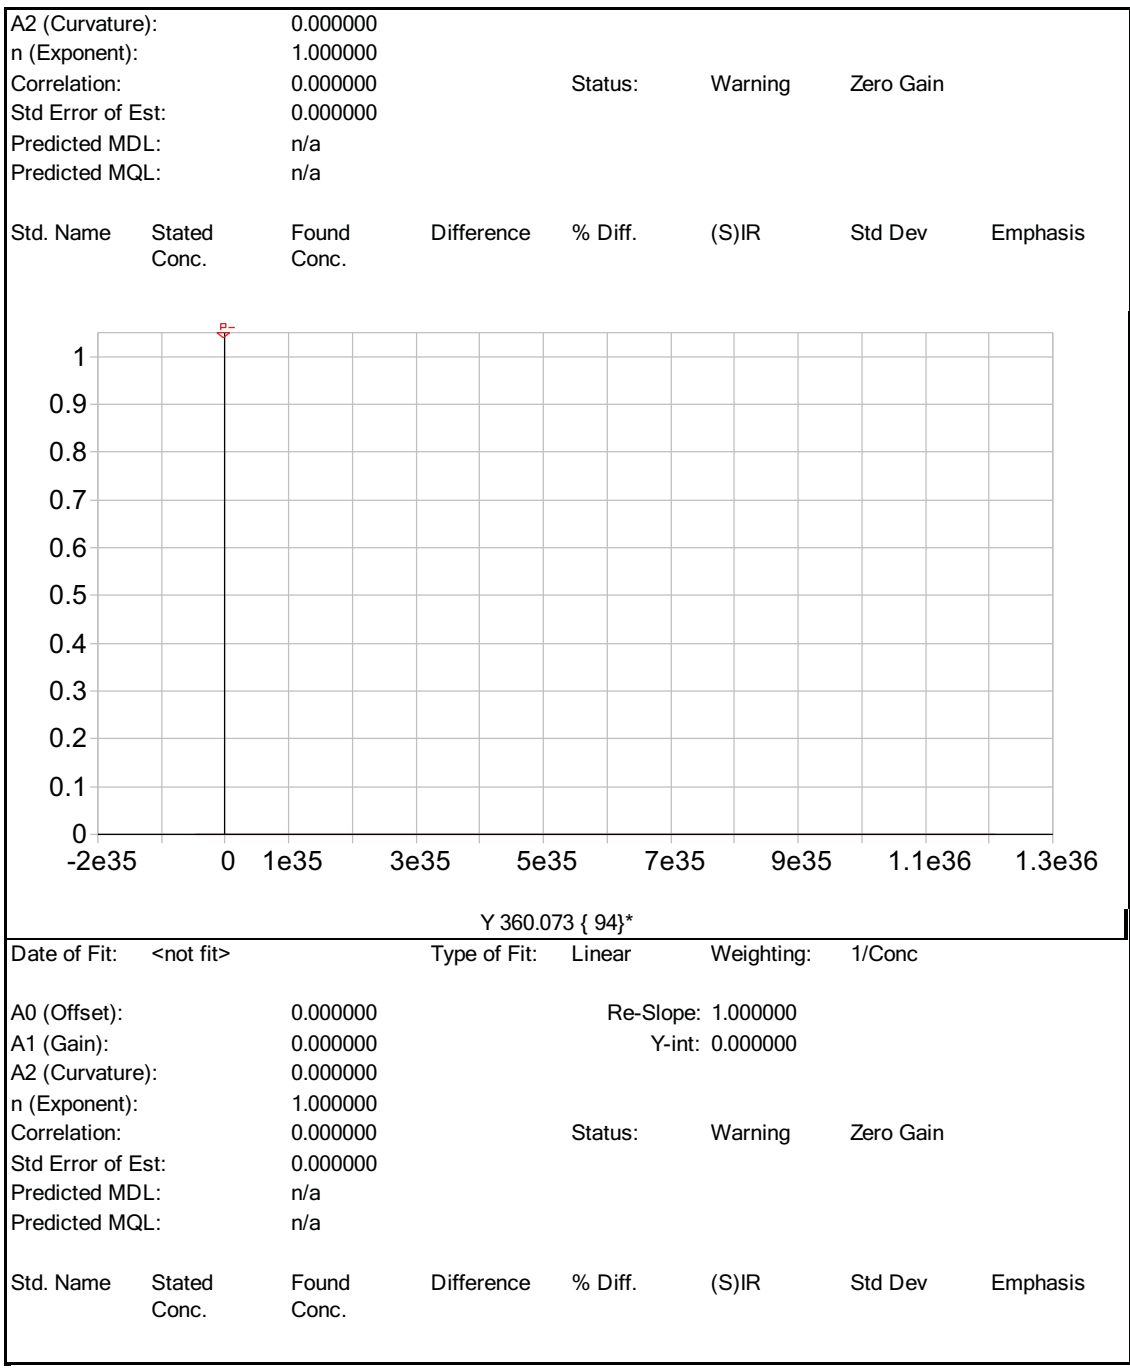 A2 (Curvature): 0.000000
n (Exponent): 1.000000
Correlation: 0.000000 Status: Warning Zero Gain
Std Error of Est: 0.000000
Predicted MDL: n/a
Predicted MQL: n/a
Std. Name Stated Found Difference % Diff. (S)IR Std Dev Emphasis
Conc. Conc.
P-
1
0.9
0.8
0.7
0.6
0.5
0.4
0.3
0.2
0.1
0
-2e35 0 1e35 3e35 5e35 7e35 9e35 1.1e36 1.3e36
Y 360.073 { 94}*
Date of Fit: <not fit> Type of Fit: Linear Weighting: 1/Conc
A0 (Offset): 0.000000 Re-Slope: 1.000000
A1 (Gain): 0.000000 Y-int: 0.000000
A2 (Curvature): 0.000000
n (Exponent): 1.000000
Correlation: 0.000000 Status: Warning Zero Gain
Std Error of Est: 0.000000
Predicted MDL: n/a
Predicted MQL: n/a
Std. Name Stated Found Difference % Diff. (S)IR Std Dev Emphasis
Conc. Conc.